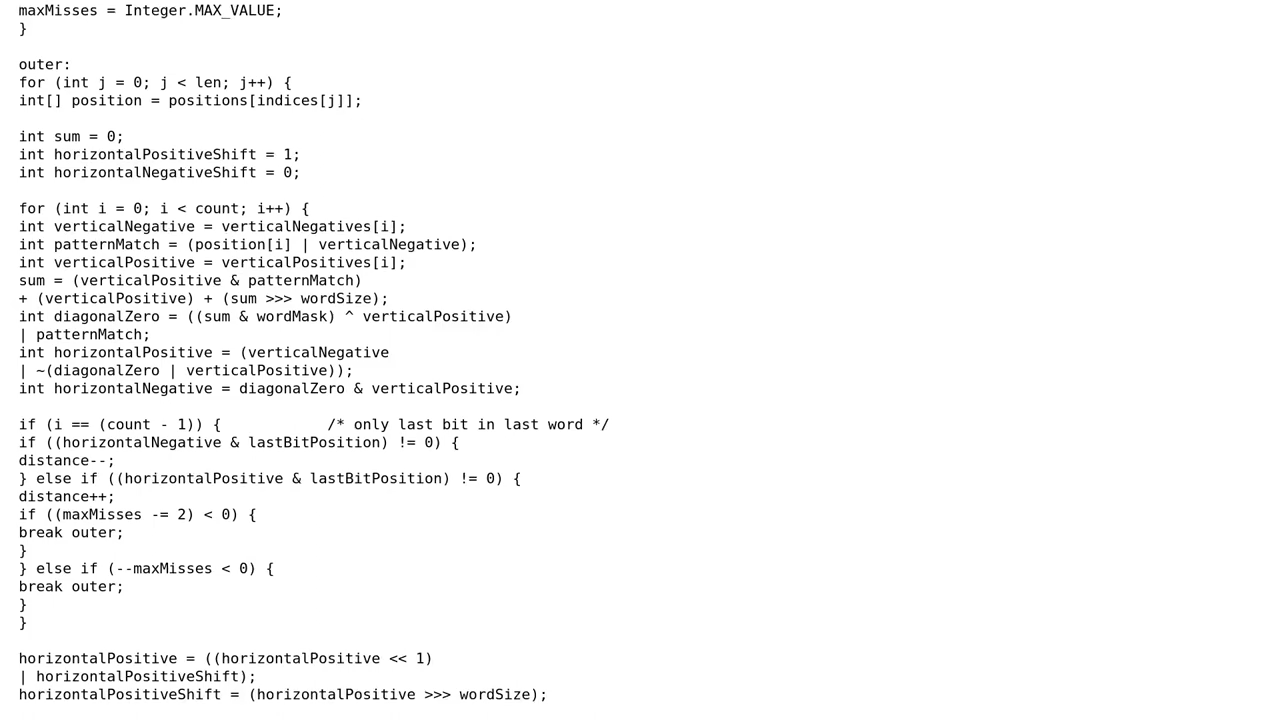 maxMisses = Integer.MAX_VALUE;
}

outer:
for (int j = 0; j < len; j++) {
int[] position = positions[indices[j]];

int sum = 0;
int horizontalPositiveShift = 1;
int horizontalNegativeShift = 0;

for (int i = 0; i < count; i++) {
int verticalNegative = verticalNegatives[i];
int patternMatch = (position[i] | verticalNegative);
int verticalPositive = verticalPositives[i];
sum = (verticalPositive & patternMatch)
+ (verticalPositive) + (sum >>> wordSize);
int diagonalZero = ((sum & wordMask) ^ verticalPositive)
| patternMatch;
int horizontalPositive = (verticalNegative
| ~(diagonalZero | verticalPositive));
int horizontalNegative = diagonalZero & verticalPositive;

if (i == (count - 1)) {            /* only last bit in last word */
if ((horizontalNegative & lastBitPosition) != 0) {
distance--;
} else if ((horizontalPositive & lastBitPosition) != 0) {
distance++;
if ((maxMisses -= 2) < 0) {
break outer;
}
} else if (--maxMisses < 0) {
break outer;
}
}

horizontalPositive = ((horizontalPositive << 1)
| horizontalPositiveShift);
horizontalPositiveShift = (horizontalPositive >>> wordSize);